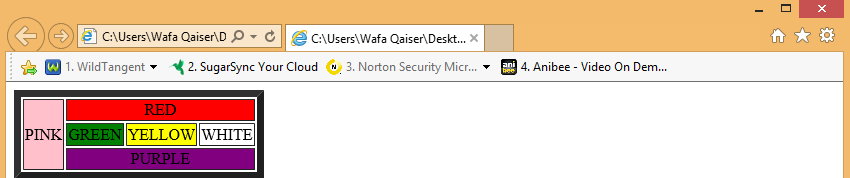 C:\Users\Wafa Qaiser\D
C:\Users\Wafa Qaiser\Deskt...
1. WildTangent
2. SugarSync Your Cloud
3. Norton Security Micr...
4. Anibee - Video On Dem...
PINK
RED
GREEN YELLOW WHITE
PURPLE